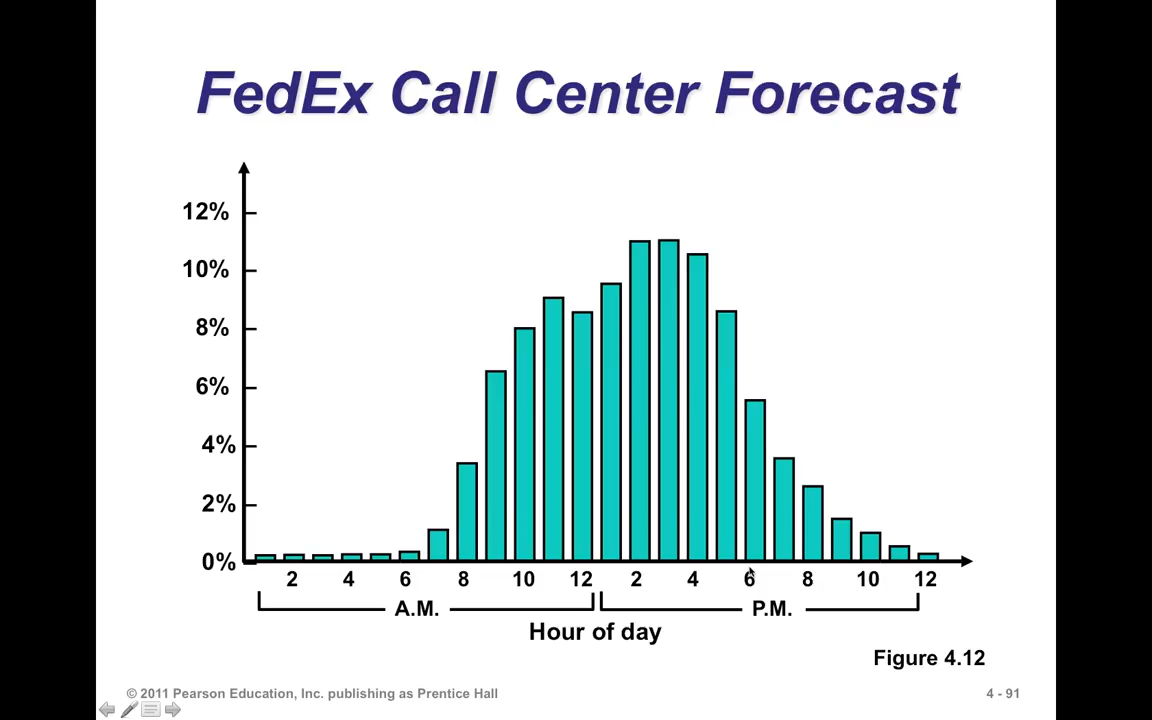 FedEx Call Center Forecast
12%
10%
8%
6%
4%
2%
0%
2 4 6 8 10 12 2 4 6 8 10 12
A.M. P.M.
Hour of day
Figure 4.12
© 2011 Pearson Education, Inc. publishing as Prentice Hall 4 - 91